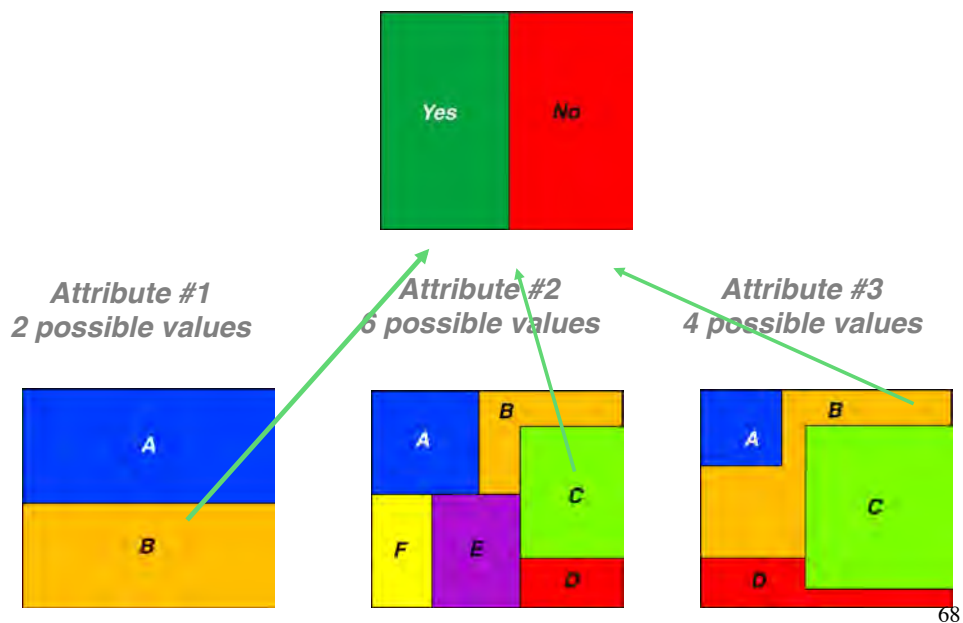 Yes
No
Attribute #1
2 possible values
Attribute #2
6 possible values
Attribute #3
4 possible values
A
B
A
B
C
F
E
D
A
B
C
D
68